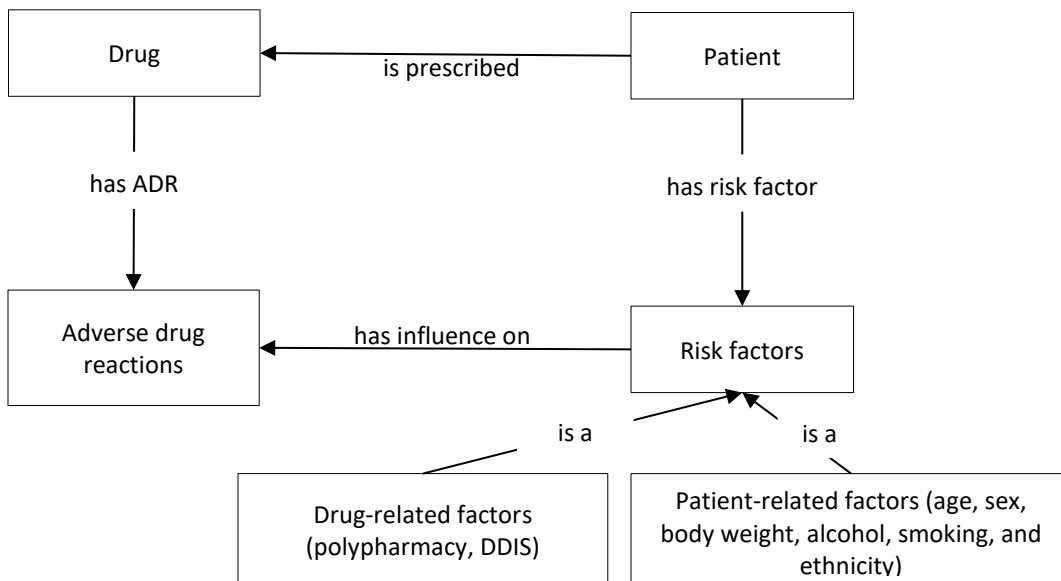 Drug
Patient
is prescribed
has ADR
has risk factor
Adverse drug
reactions
has influence on
Risk factors
is a
is a
Drug-related factors
(polypharmacy, DDIS)
Patient-related factors (age, sex,
body weight, alcohol, smoking, and
ethnicity)